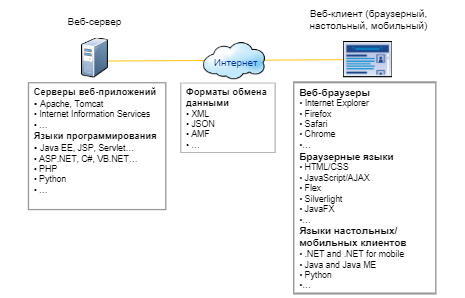 Веб-сервер
Веб-клиент (браузерный,
настольный, мобильный)
Интернет
Серверы веб-приложений
• Apache, Tomcat
• Internet Information Services
• ...
Языки программирования
• Java EE, JSP, Servlet...
• ASP.NET, C#, VB.NET...
• PHP
• Python
• ...
Форматы обмена
данными
• XML
• JSON
• AMF
• ...
Веб-браузеры
• Internet Explorer
• Firefox
• Safari
• Chrome
•...
Браузерные языки
• HTML/CSS
• JavaScript/AJAX
• Flex
• Silverlight
• JavaFX
•...
Языки настольных/
мобильных клиентов
• .NET and .NET for mobile
• Java and Java ME
• Python
•...